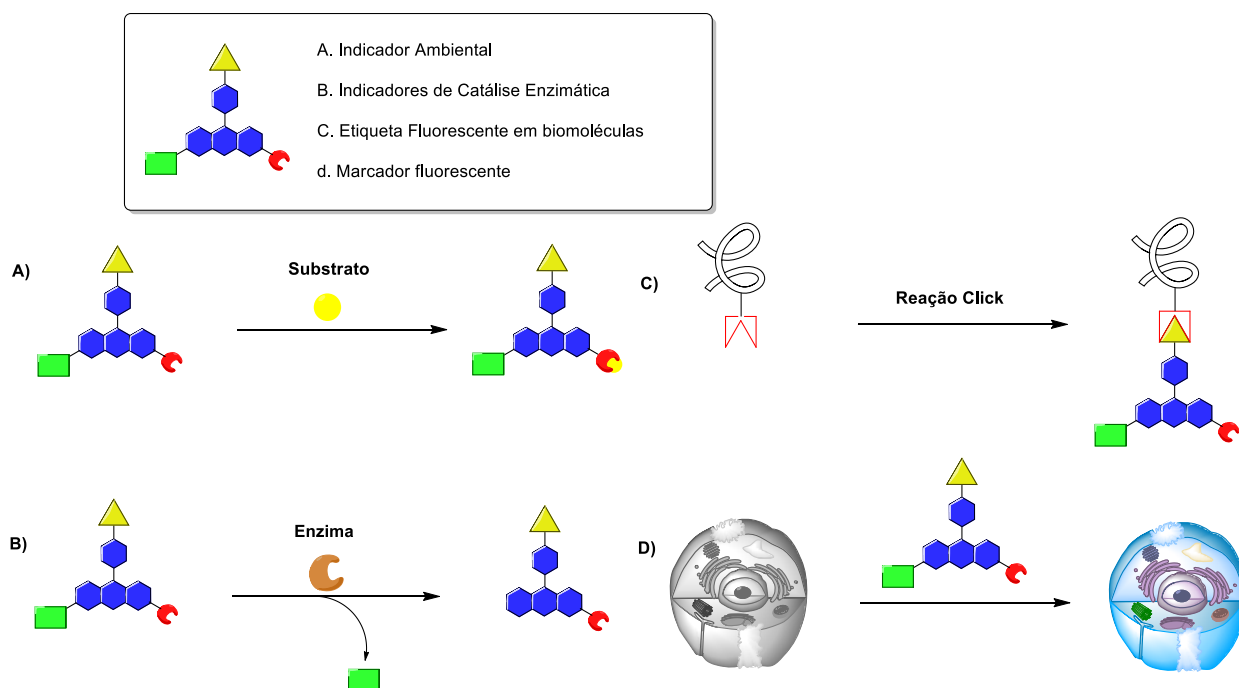 A. Indicador Ambiental
B. Indicadores de Catálise Enzimática
C. Etiqueta Fluorescente em biomoléculas
d. Marcador fluorescente
A)
Substrato
C)
Reação Click
B)
Enzima
D)